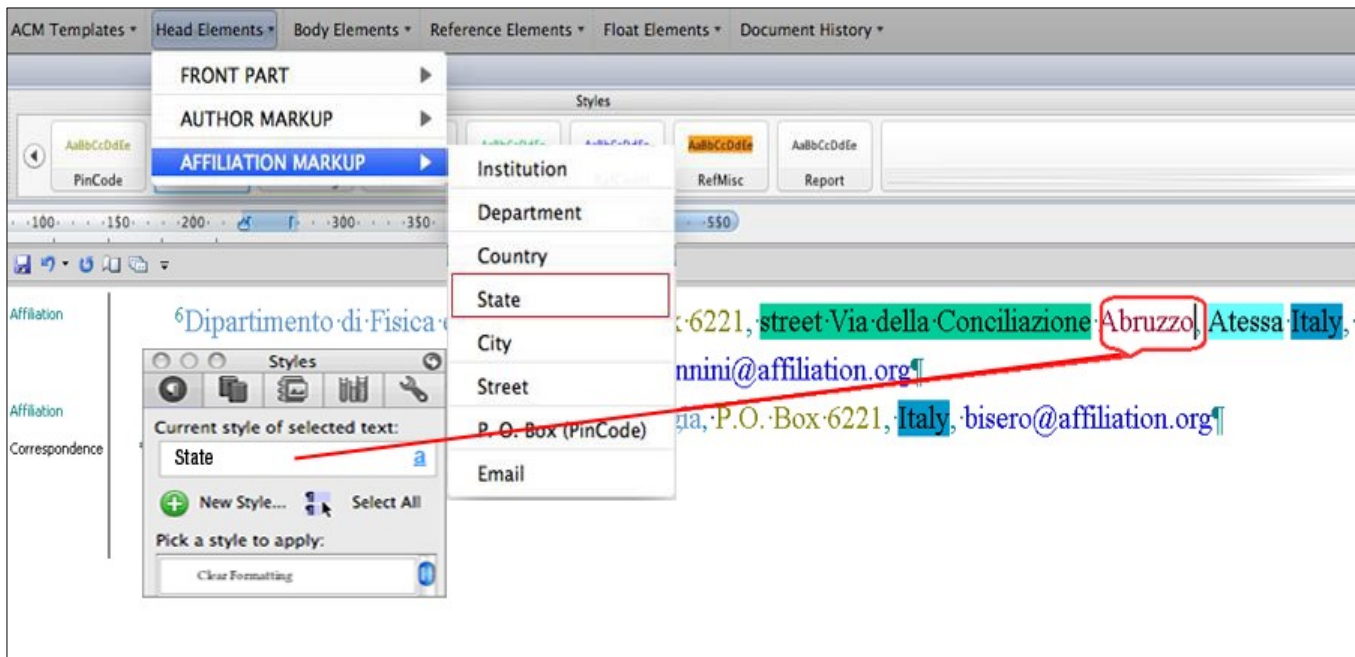 ACM Templates Head Elements Body Elements Reference Elements Float Elements Document History
FRONT PART
AUTHOR MARKUP
AFFILIATION MARKUP
Styles
AaBbCcDdEe
PinCode
AaBbCcDdEe
RefMisc
AaBbCcDdEe
Report
Institution
Department
Country
State
City
Street
P. O. Box (PinCode)
Email
·100· · · ·150· · · ·200· · · ·300· · · ·350· ·550
Affiliation
6Dipartimento·di·Fisica· ·6221, ·street·Via·della·Conciliazione·Abruzzo, Atessa·Italy,·
nnini@affiliation.org¶
Affiliation
gia,·P.O.·Box·6221, Italy, ·bisero@affiliation.org¶
Correspondence
Styles
Current style of selected text:
State a
New Style... Select All
Pick a style to apply:
Clear Formatting